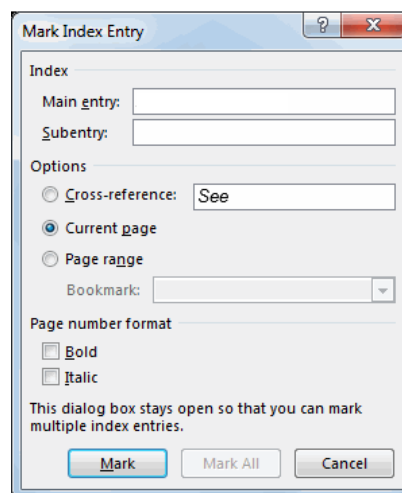 Mark Index Entry
Index
Main entry:
Subentry:
Options
Cross-reference: See
Current page
Page range
Bookmark:
Page number format
Bold
Italic
This dialog box stays open so that you can mark
multiple index entries.
Mark Mark All Cancel